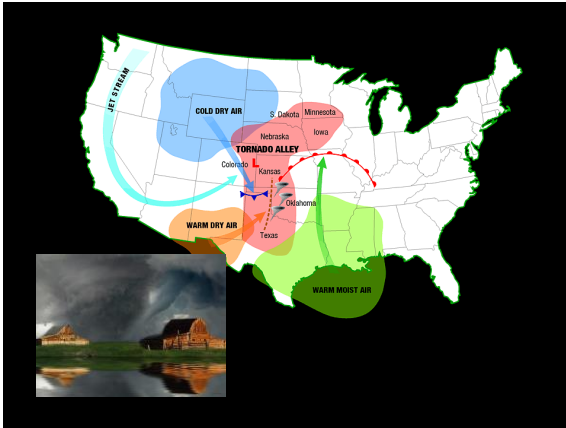 JET STREAM
COLD DRY AIR
S. Dakota
Minnesota
Nebraska
Iowa
TORNADO ALLEY
Colorado
L
Kansas
Oklahoma
WARM DRY AIR
Texas
WARM MOIST AIR